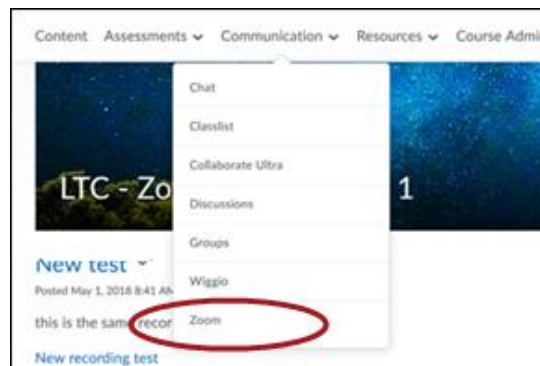 Content Assessments Communication Resources Course Admi
Chat
Classlist
Collaborate Ultra
LTC - Zo 1
Discussions
Groups
New test
Wiggio
Posted May 1, 2018 8:41 AM
Zoom
this is the same recor
New recording test